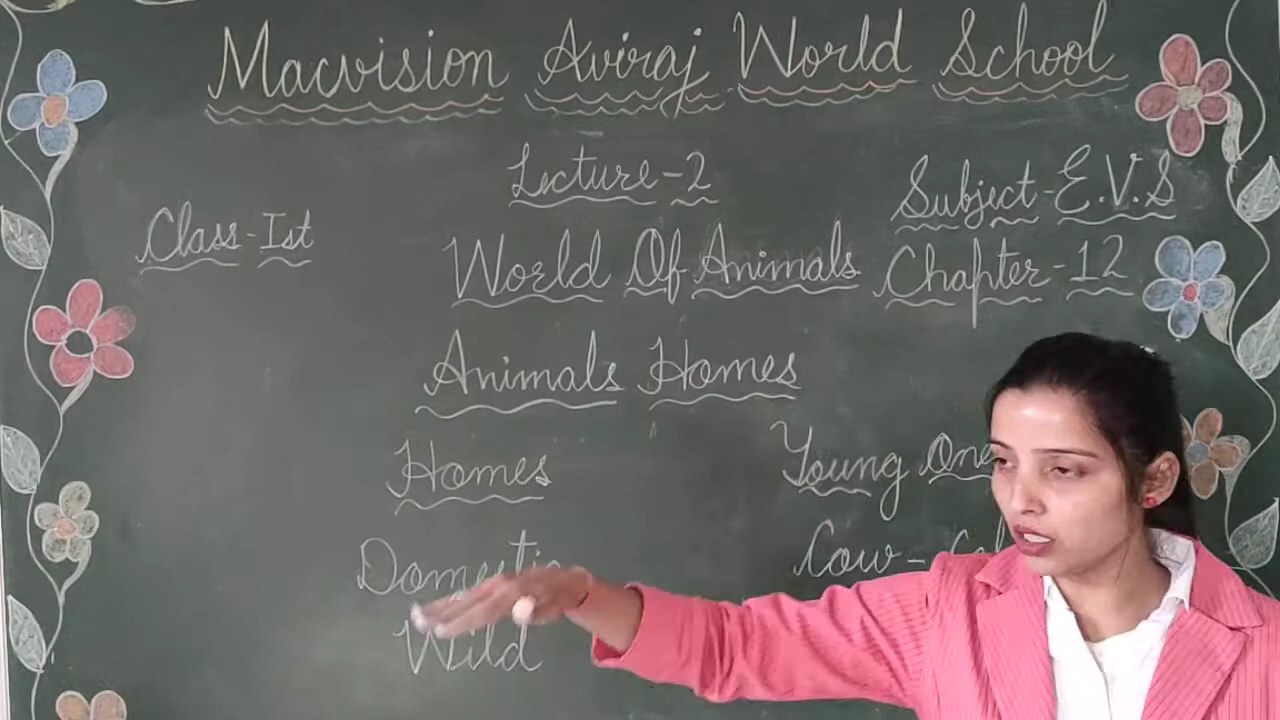 Macvision Aviraj World School
Lecture-2
Subject-E.V.S
Class-Ist
World Of Animals
Chapter-12
Animals Homes
Homes
Young
Domestic
Cow-
Wild